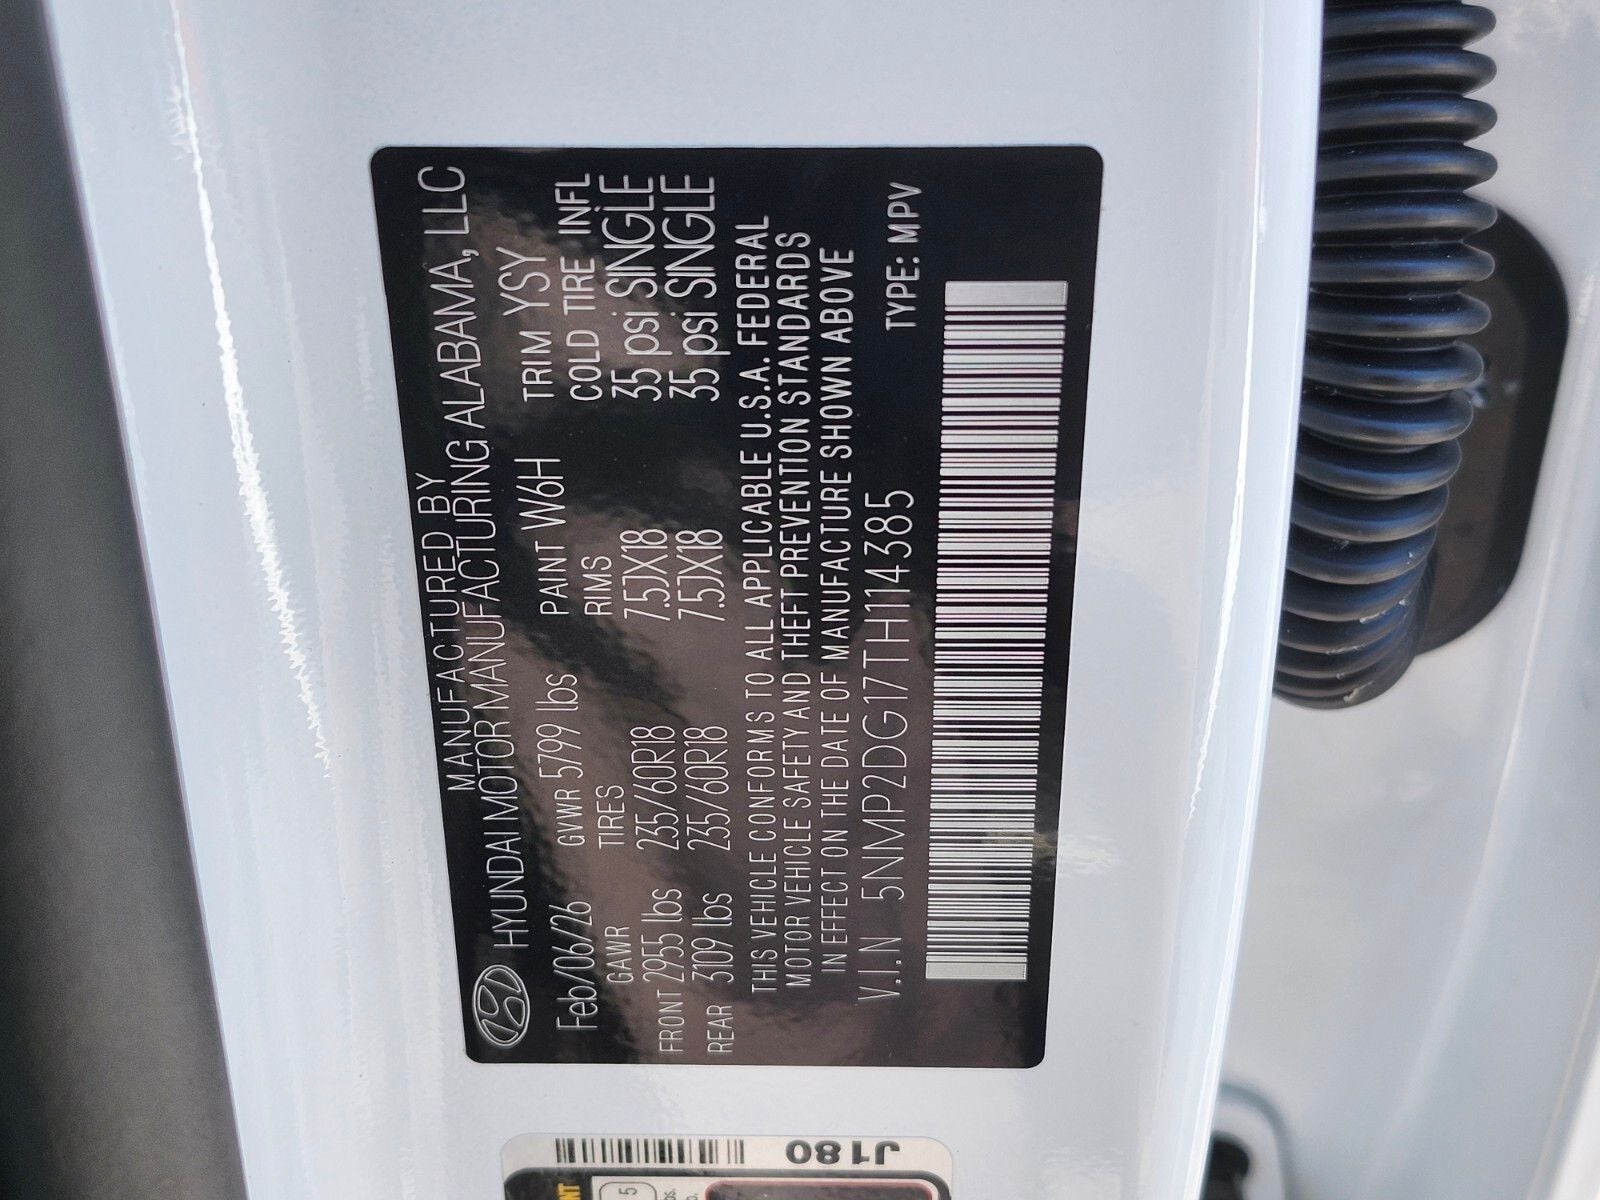 MANUFACTURED BY
HYUNDAI MOTOR MANUFACTURING ALABAMA, LLC
Feb/06/26 GVWR 5799 lbs PAINT W6H TRIM YSY
GAWR TIRES RIMS COLD TIRE INFL
FRONT 2955 lbs 235/60R18 7.5JX18 35 psi SINGLE
REAR 3109 lbs 235/60R18 7.5JX18 35 psi SINGLE
THIS VEHICLE CONFORMS TO ALL APPLICABLE U.S.A. FEDERAL
MOTOR VEHICLE SAFETY AND THEFT PREVENTION STANDARDS
IN EFFECT ON THE DATE OF MANUFACTURE SHOWN ABOVE
V.I.N 5NMP2DG17TH114385 TYPE: MPV
J180
5